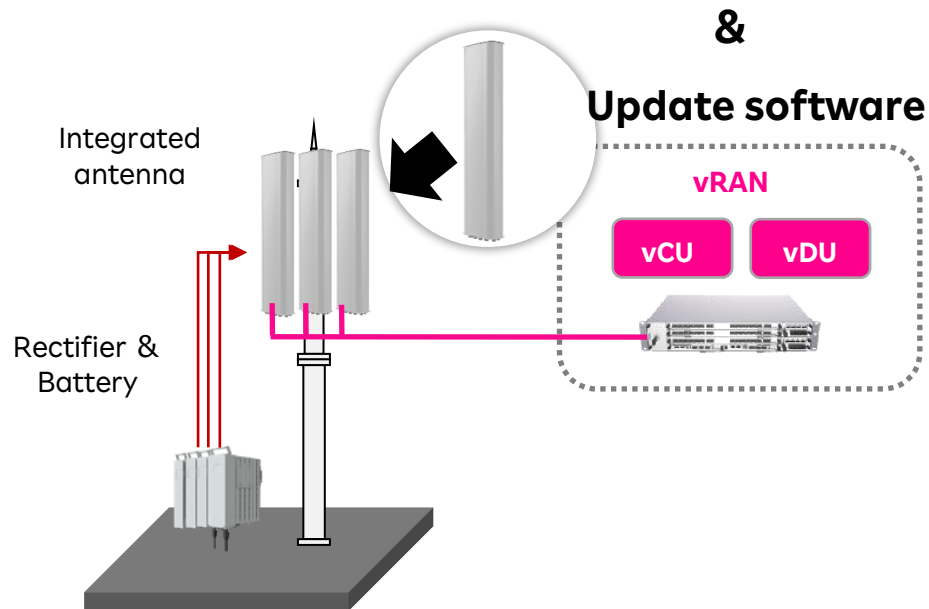 &
Update software
Integrated
antenna
vRAN
vCU
vDU
Rectifier &
Battery